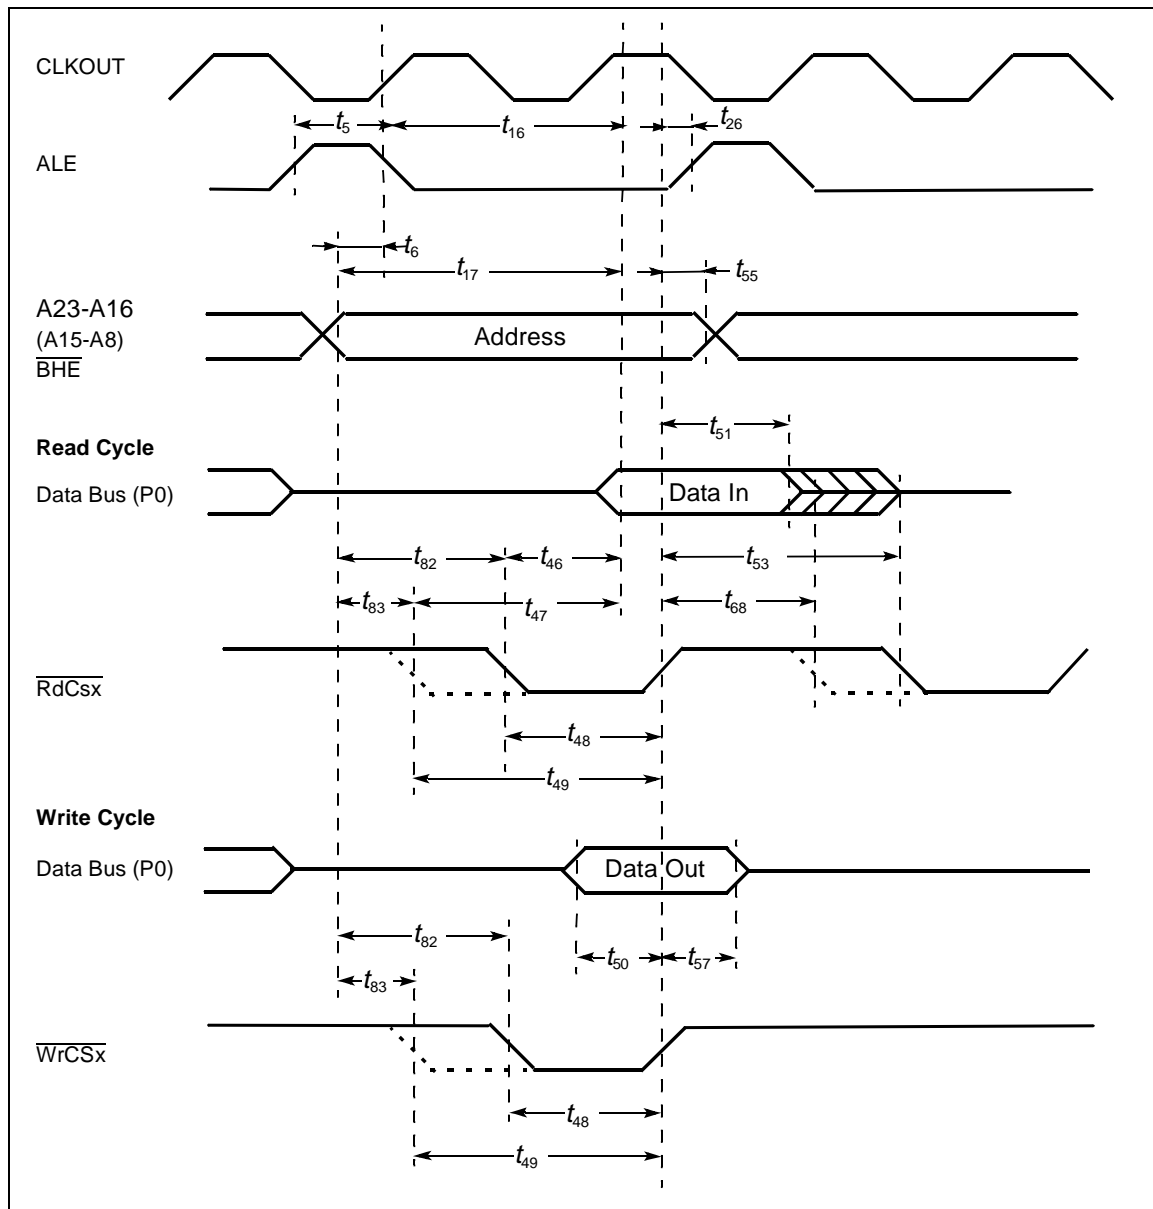 CLKOUT
t5
t16
t26
ALE
t6
t17
t55
A23-A16
(A15-A8)
BHE
Address
t51
Read Cycle
Data Bus (P0)
Data In
t82
t46
t53
t83
t47
t68
RdCsx
t48
t49
Write Cycle
Data Bus (P0)
Data Out
t82
t50
t57
t83
WrCSx
t48
t49